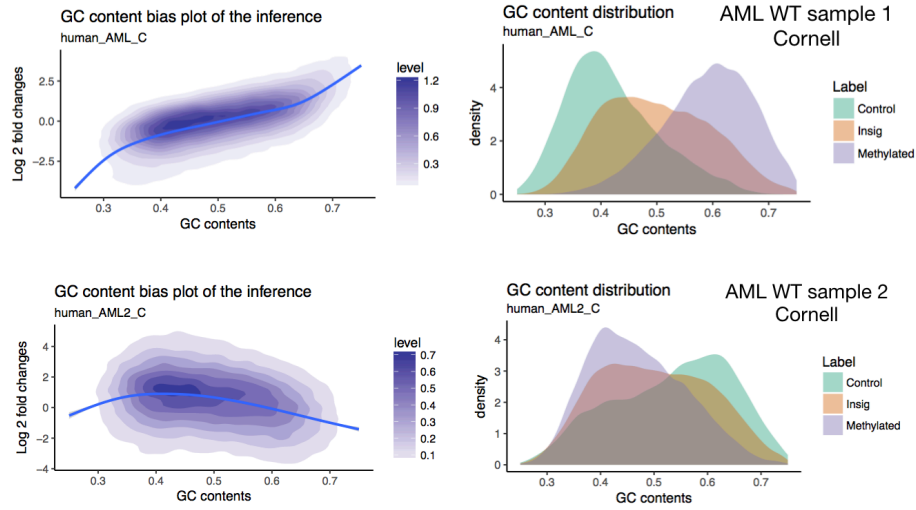 GC content bias plot of the inference
human_AML_C
Log 2 fold changes
2.5
0.0
−2.5
0.3
0.4
0.5
0.6
0.7
GC contents
level
1.2
0.9
0.6
0.3
GC content distribution
human_AML_C
AML WT sample 1
Cornell
density
4
2
0
0.3
0.4
0.5
0.6
0.7
GC contents
Label
Control
Insig
Methylated
GC content bias plot of the inference
human_AML2_C
Log 2 fold changes
4
2
0
−2
−4
0.3
0.4
0.5
0.6
0.7
GC contents
level
0.7
0.6
0.5
0.4
0.3
0.2
0.1
GC content distribution
human_AML2_C
AML WT sample 2
Cornell
density
4
3
2
1
0
0.3
0.4
0.5
0.6
0.7
GC contents
Label
Control
Insig
Methylated